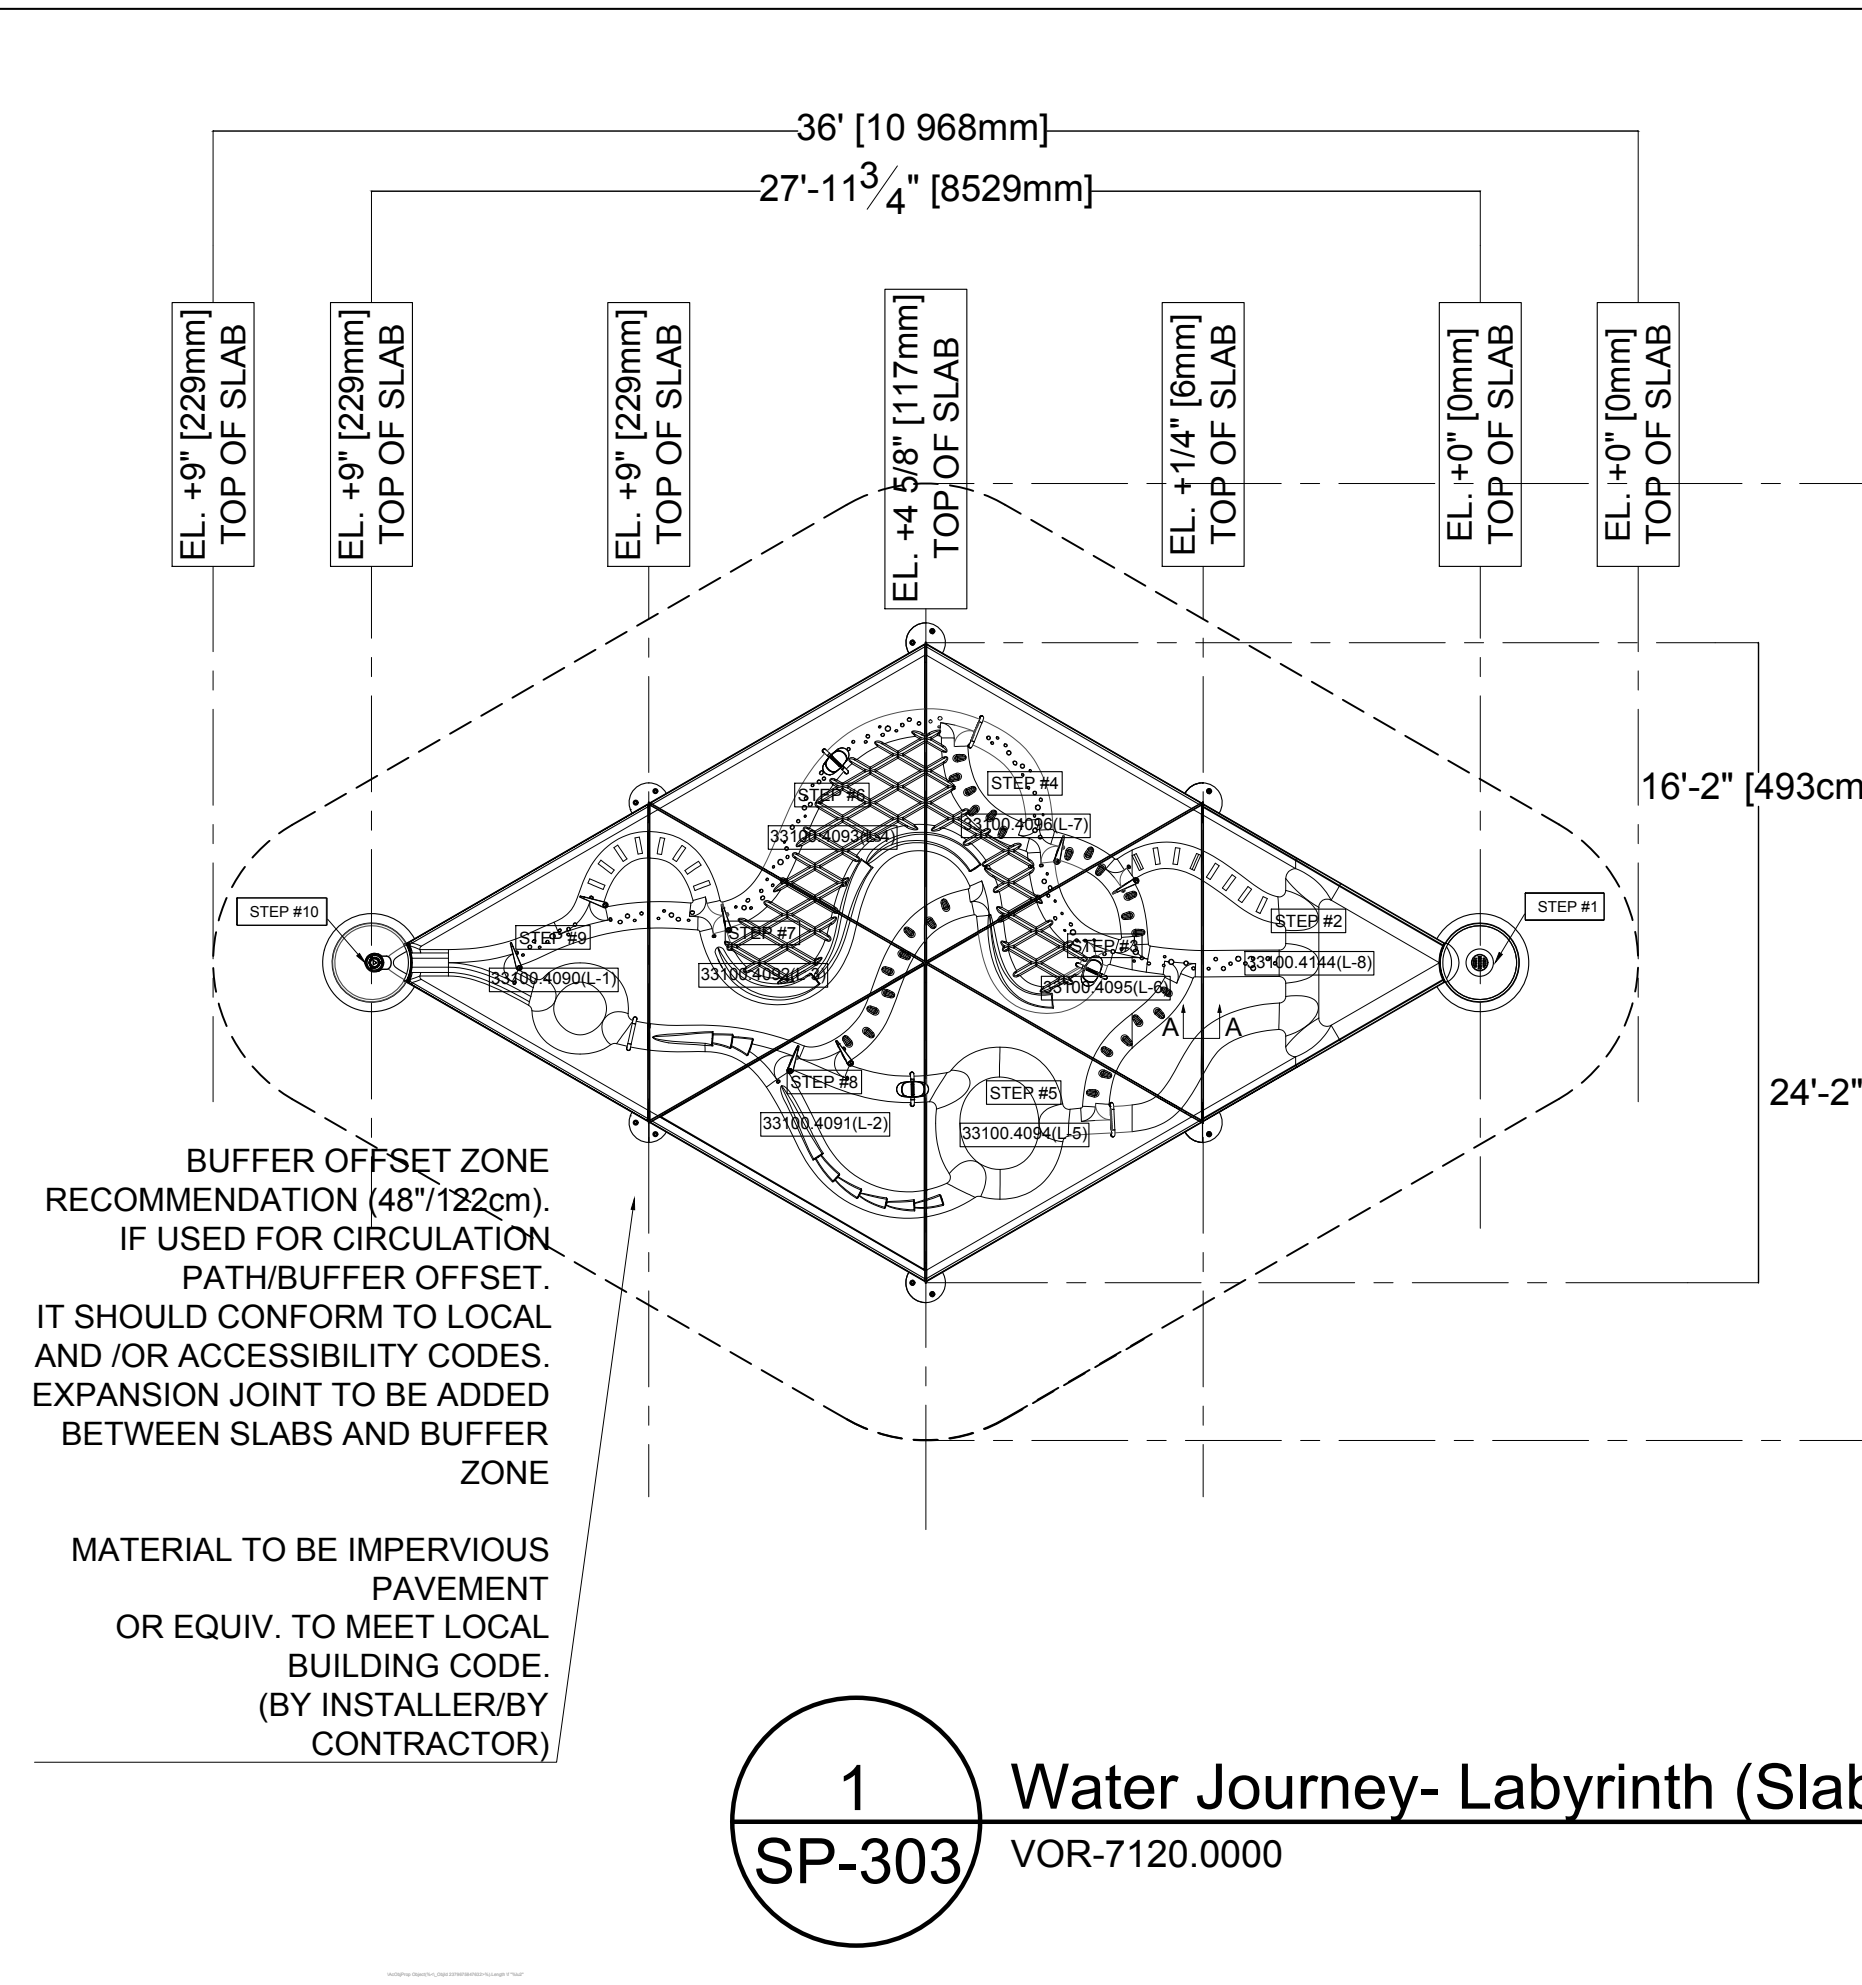 36' [10 968mm]
27'-11 3/4" [8529mm]
EL. +9" [229mm]
TOP OF SLAB
EL. +9" [229mm]
TOP OF SLAB
EL. +9" [229mm]
TOP OF SLAB
EL. +4 5/8" [117mm]
TOP OF SLAB
EL. +1/4" [6mm]
TOP OF SLAB
EL. +0" [0mm]
TOP OF SLAB
EL. +0" [0mm]
TOP OF SLAB
16'-2" [493cm
24'-2"
STEP #6
33100.4093(L-4)
STEP #4
33100.4096(L-7)
STEP #10
STEP #1
STEP #9
33100.4090(L-1)
STEP #7
33100.4092(L-3)
STEP #3
33100.4095(L-6)
STEP #2
33100.4144(L-8)
A A
STEP #8
33100.4091(L-2)
STEP #5
33100.4094(L-5)
BUFFER OFFSET ZONE
RECOMMENDATION (48"/122cm).
IF USED FOR CIRCULATION
PATH/BUFFER OFFSET.
IT SHOULD CONFORM TO LOCAL
AND /OR ACCESSIBILITY CODES.
EXPANSION JOINT TO BE ADDED
BETWEEN SLABS AND BUFFER
ZONE
MATERIAL TO BE IMPERVIOUS
PAVEMENT
OR EQUIV. TO MEET LOCAL
BUILDING CODE.
(BY INSTALLER/BY
CONTRACTOR)
1
SP-303
Water Journey- Labyrinth (Slab
VOR-7120.0000